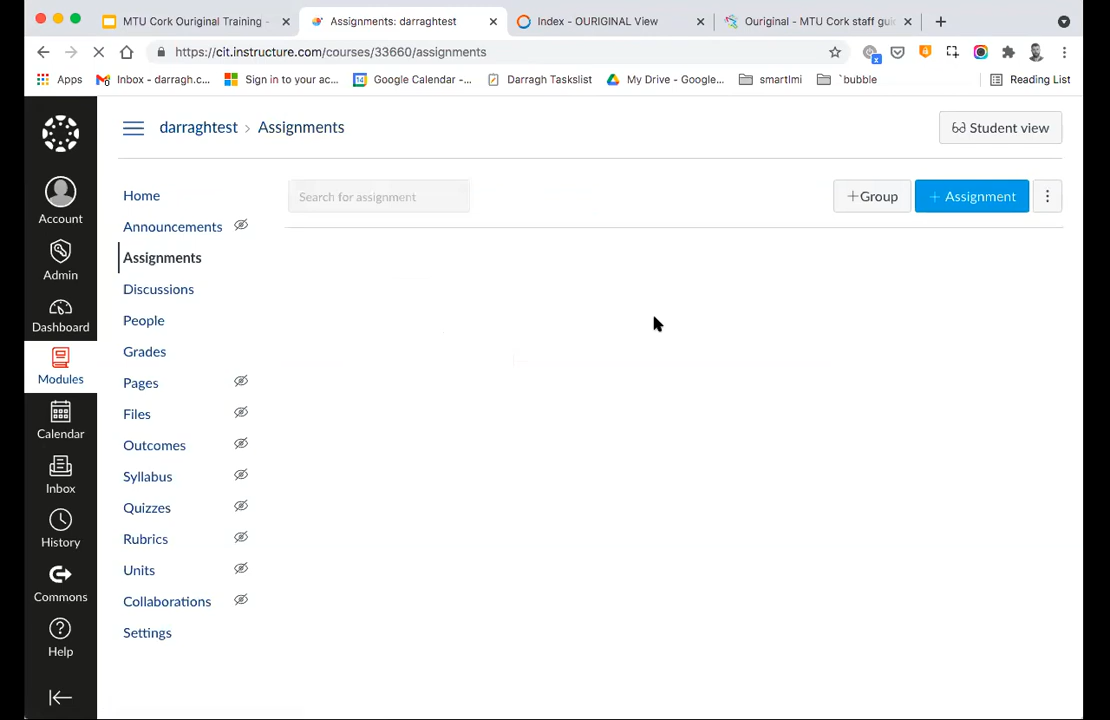 MTU Cork Ouriginal Training -
Assignments: darraghtest
Index - OURIGINAL View
Ouriginal - MTU Cork staff gui
https://cit.instructure.com/courses/33660/assignments
Apps
Inbox - darragh.c...
Sign in to your ac...
14
Google Calendar -...
Darragh Taskslist
My Drive - Google...
smartlmi
`bubble
Reading List
x
darraghtest › Assignments
Student view
Account
Admin
Dashboard
Modules
Calendar
Inbox
History
Commons
Help
Home
Announcements
Assignments
Discussions
People
Grades
Pages
Files
Outcomes
Syllabus
Quizzes
Rubrics
Units
Collaborations
Settings
Search for assignment
+Group
+ Assignment